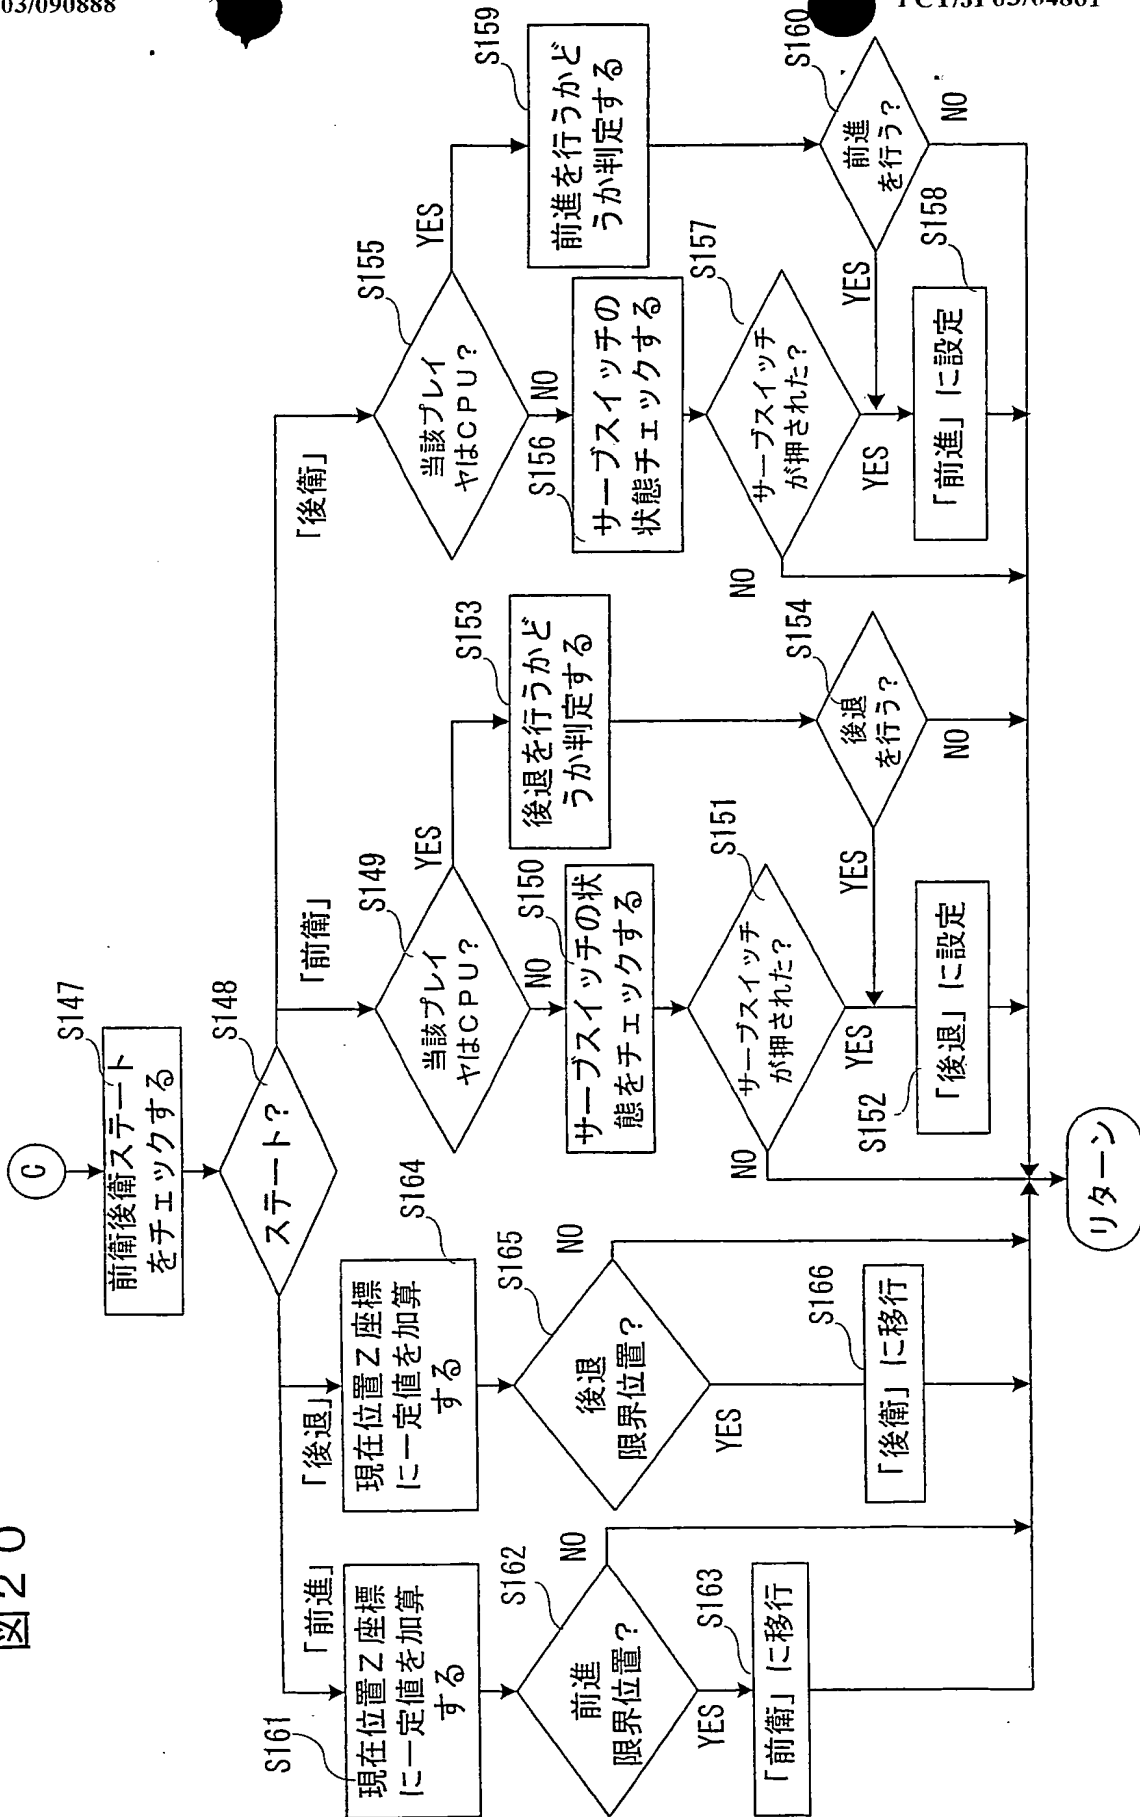 03/090888
PCT/JP03/04861
図20
C
S147
前衛後衛ステート
をチェックする
S148
ステート？
「前進」
「後退」
「前衛」
「後衛」
S161
現在位置Z座標
に一定値を加算
する
S162
前進
限界位置？
NO
YES
S163
「前衛」に移行
S164
現在位置Z座標
に一定値を加算
する
S165
後退
限界位置？
NO
YES
S166
「後衛」に移行
S149
当該プレイ
ヤはCPU？
YES
NO
S150
サーブスイッチの状
態をチェックする
S151
サーブスイッチ
が押された？
NO
YES
S152
「後退」に設定
S153
後退を行うかど
うか判定する
S154
後退
を行う？
YES
NO
S155
当該プレイ
ヤはCPU？
YES
NO
S156
サーブスイッチの
状態チェックする
S157
サーブスイッチ
が押された？
NO
YES
S158
「前進」に設定
S159
前進を行うかど
うか判定する
S160
前進
を行う？
YES
NO
リターン